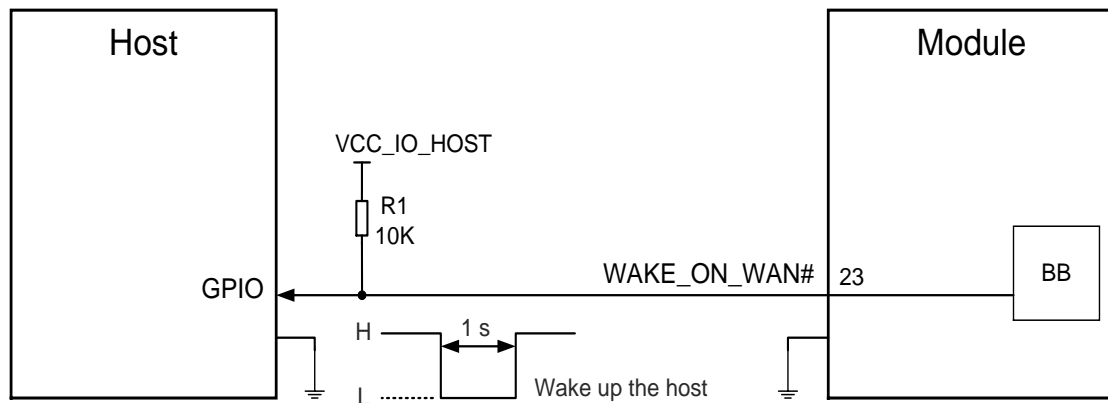 Host
Module
VCC_IO_HOST
R1
10K
GPIO
WAKE_ON_WAN#
23
BB
H
1 s
L
Wake up the host